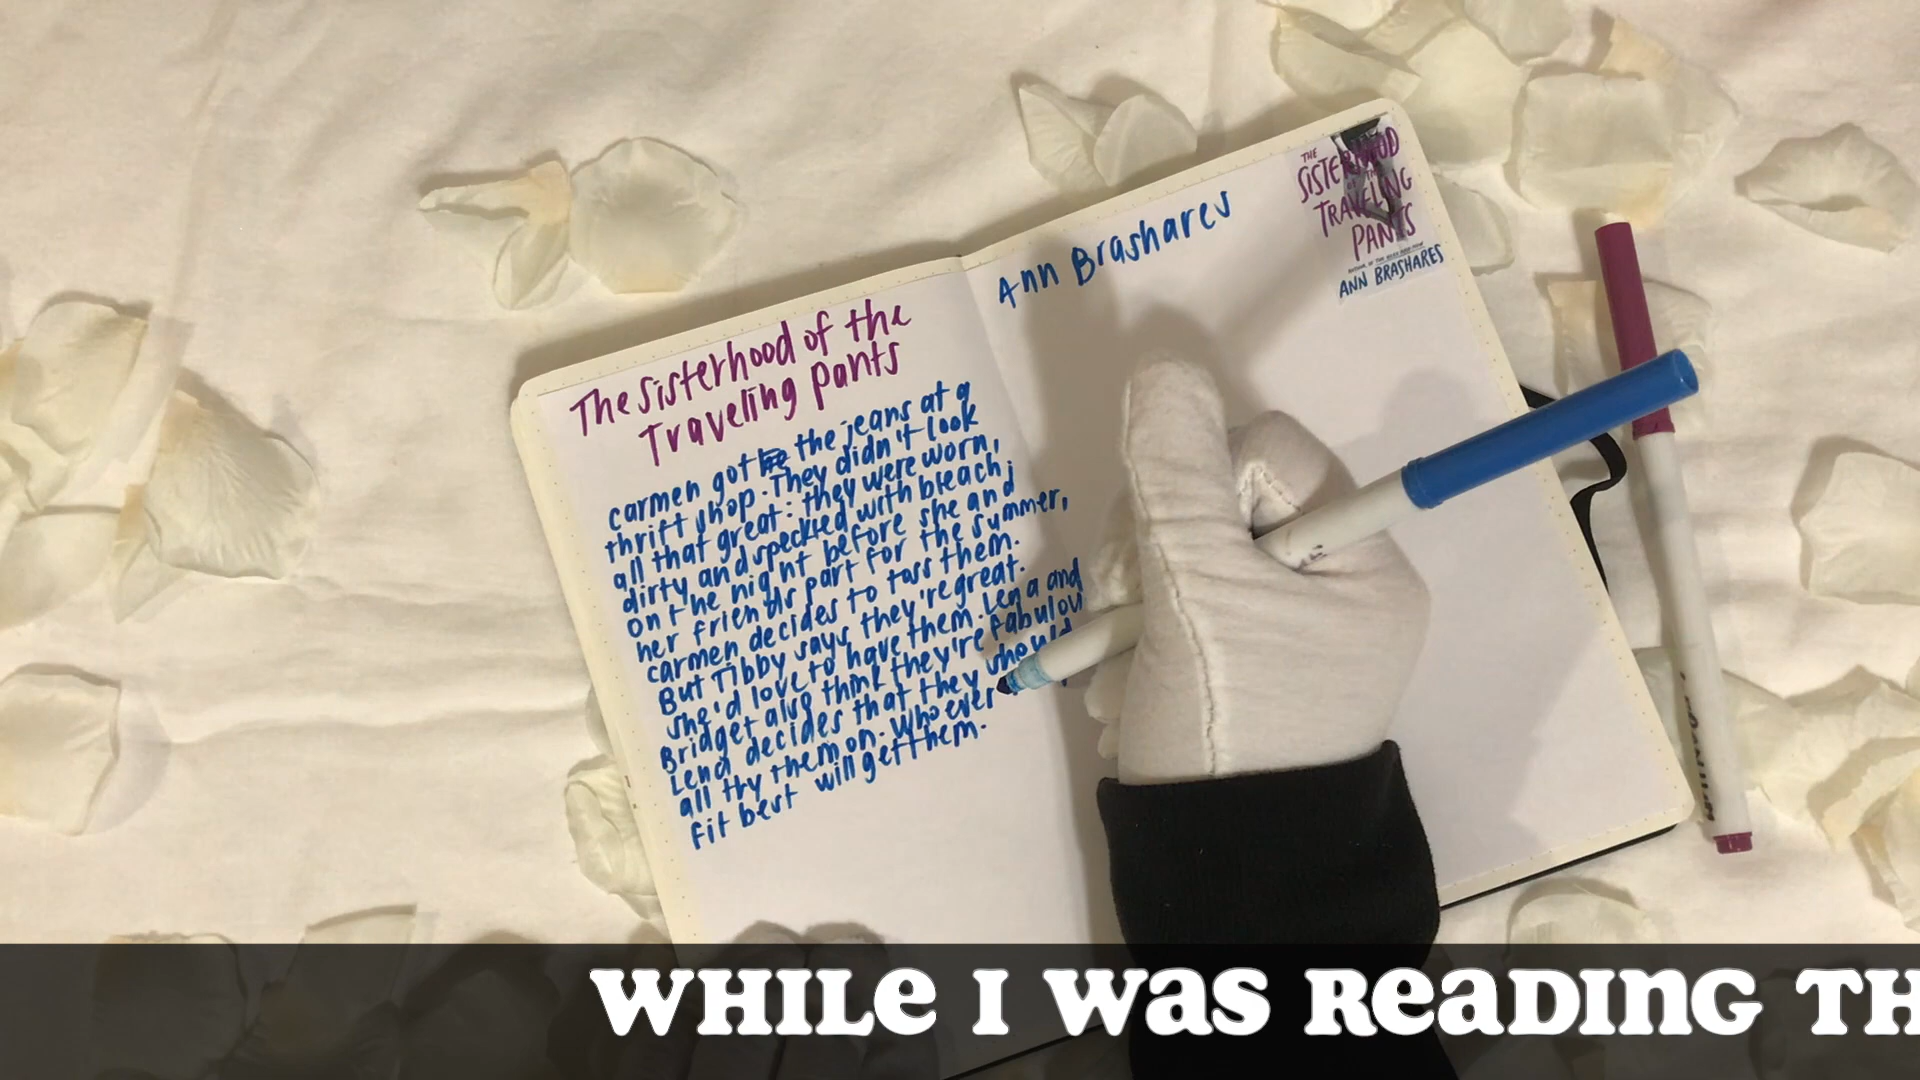 The Sisterhood of the
Traveling pants
carmen got the jeans at a
thrift shop. They didn't look
all that great: they were worn,
dirty and speckled with bleach;
on the night before she and
her friends part for the summer,
carmen decides to toss them.
But Tibby says they're great.
she'd love to have them. Lena and
Bridget also think they're fabulou
Lena decides that they should
all try them on. Whoever
fit best will get them.
Ann Brashares
THE
SISTERHOOD
OF THE
TRAVELING
PANTS
ANN BRASHARES
WHILE I WAS READING TH